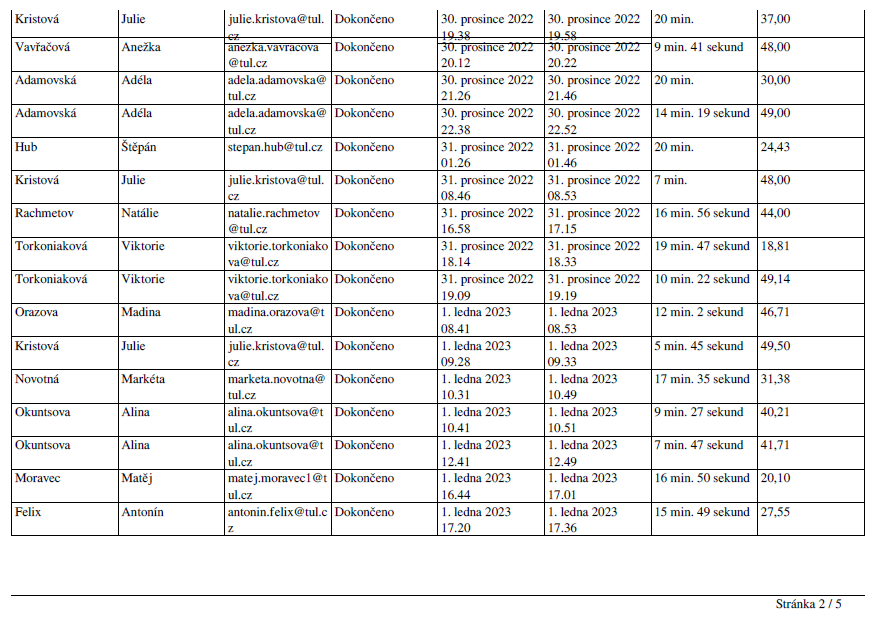 Kristová Julie julie.kristova@tul. Dokončeno 30. prosince 2022 30. prosince 2022 20 min. 37,00
cz 19.38 19.58
Vavřačová Anežka anezka.vavracova Dokončeno 30. prosince 2022 30. prosince 2022 9 min. 41 sekund 48,00
@tul.cz 20.12 20.22
Adamovská Adéla adela.adamovska@ Dokončeno 30. prosince 2022 30. prosince 2022 20 min. 30,00
tul.cz 21.26 21.46
Adamovská Adéla adela.adamovska@ Dokončeno 30. prosince 2022 30. prosince 2022 14 min. 19 sekund 49,00
tul.cz 22.38 22.52
Hub Štěpán stepan.hub@tul.cz Dokončeno 31. prosince 2022 31. prosince 2022 20 min. 24,43
01.26 01.46
Kristová Julie julie.kristova@tul. Dokončeno 31. prosince 2022 31. prosince 2022 7 min. 48,00
cz 08.46 08.53
Rachmetov Natálie natalie.rachmetov Dokončeno 31. prosince 2022 31. prosince 2022 16 min. 56 sekund 44,00
@tul.cz 16.58 17.15
Torkoniaková Viktorie viktorie.torkoniako Dokončeno 31. prosince 2022 31. prosince 2022 19 min. 47 sekund 18,81
va@tul.cz 18.14 18.33
Torkoniaková Viktorie viktorie.torkoniako Dokončeno 31. prosince 2022 31. prosince 2022 10 min. 22 sekund 49,14
va@tul.cz 19.09 19.19
Orazova Madina madina.orazova@t Dokončeno 1. ledna 2023 1. ledna 2023 12 min. 2 sekund 46,71
ul.cz 08.41 08.53
Kristová Julie julie.kristova@tul. Dokončeno 1. ledna 2023 1. ledna 2023 5 min. 45 sekund 49,50
cz 09.28 09.33
Novotná Markéta marketa.novotna@ Dokončeno 1. ledna 2023 1. ledna 2023 17 min. 35 sekund 31,38
tul.cz 10.31 10.49
Okuntsova Alina alina.okuntsova@t Dokončeno 1. ledna 2023 1. ledna 2023 9 min. 27 sekund 40,21
ul.cz 10.41 10.51
Okuntsova Alina alina.okuntsova@t Dokončeno 1. ledna 2023 1. ledna 2023 7 min. 47 sekund 41,71
ul.cz 12.41 12.49
Moravec Matěj matej.moravec1@t Dokončeno 1. ledna 2023 1. ledna 2023 16 min. 50 sekund 20,10
ul.cz 16.44 17.01
Felix Antonín antonin.felix@tul.c Dokončeno 1. ledna 2023 1. ledna 2023 15 min. 49 sekund 27,55
z 17.20 17.36
Stránka 2 / 5